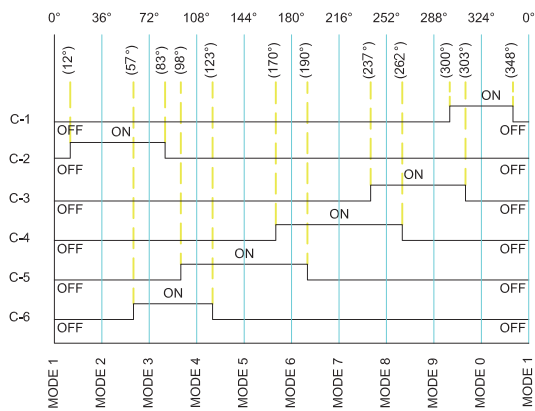 0° 36° 72° 108° 144° 180° 216° 252° 288° 324° 0°
(12°) (57°) (83°) (98°) (123°) (170°) (190°) (237°) (262°) (300°) (303°) (348°)
ON
C-1
OFF OFF
ON
C-2
OFF OFF
ON
C-3
OFF OFF
ON
C-4
OFF OFF
ON
C-5
OFF OFF
ON
C-6
OFF OFF
MODE 1 MODE 2 MODE 3 MODE 4 MODE 5 MODE 6 MODE 7 MODE 8 MODE 9 MODE 0 MODE 1